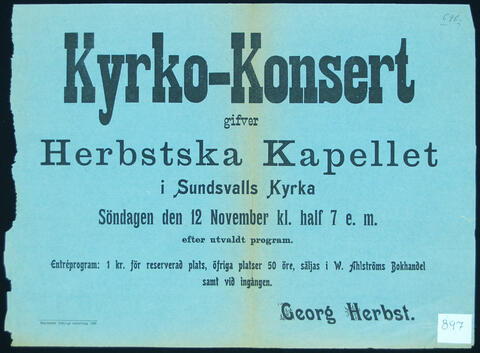 Kyrko-Konsert
gifver
Herbstska Kapellet
i Sundsvalls Kyrka
Söndagen den 12 November kl. half 7 e. m.
efter utvaldt program.
Entréprogram: 1 kr. för reserverad plats, öfriga platser 50 öre, säljas i W. Ahlströms Bokhandel
samt vid ingången.
Georg Herbst.
897